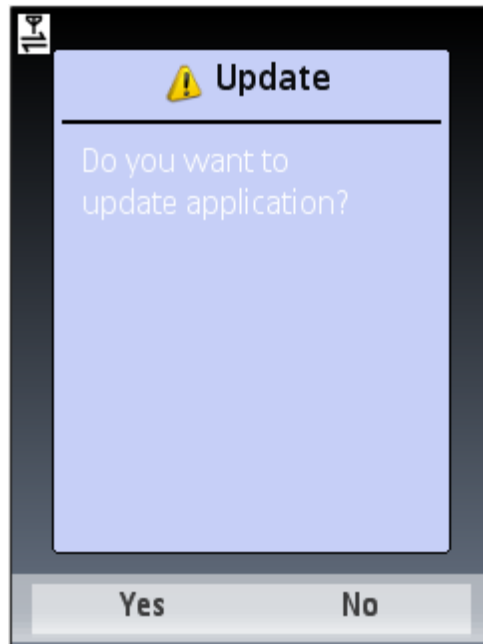 Update
Do you want to
update application?
Yes No